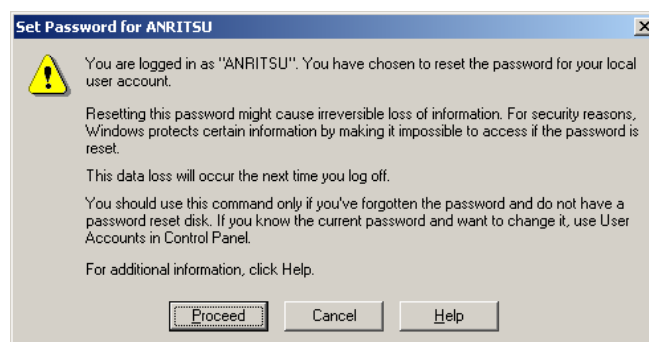 Set Password for ANRITSU
You are logged in as "ANRITSU". You have chosen to reset the password for your local
user account.
Resetting this password might cause irreversible loss of information. For security reasons,
Windows protects certain information by making it impossible to access if the password is
reset.
This data loss will occur the next time you log off.
You should use this command only if you've forgotten the password and do not have a
password reset disk. If you know the current password and want to change it, use User
Accounts in Control Panel.
For additional information, click Help.
Proceed Cancel Help